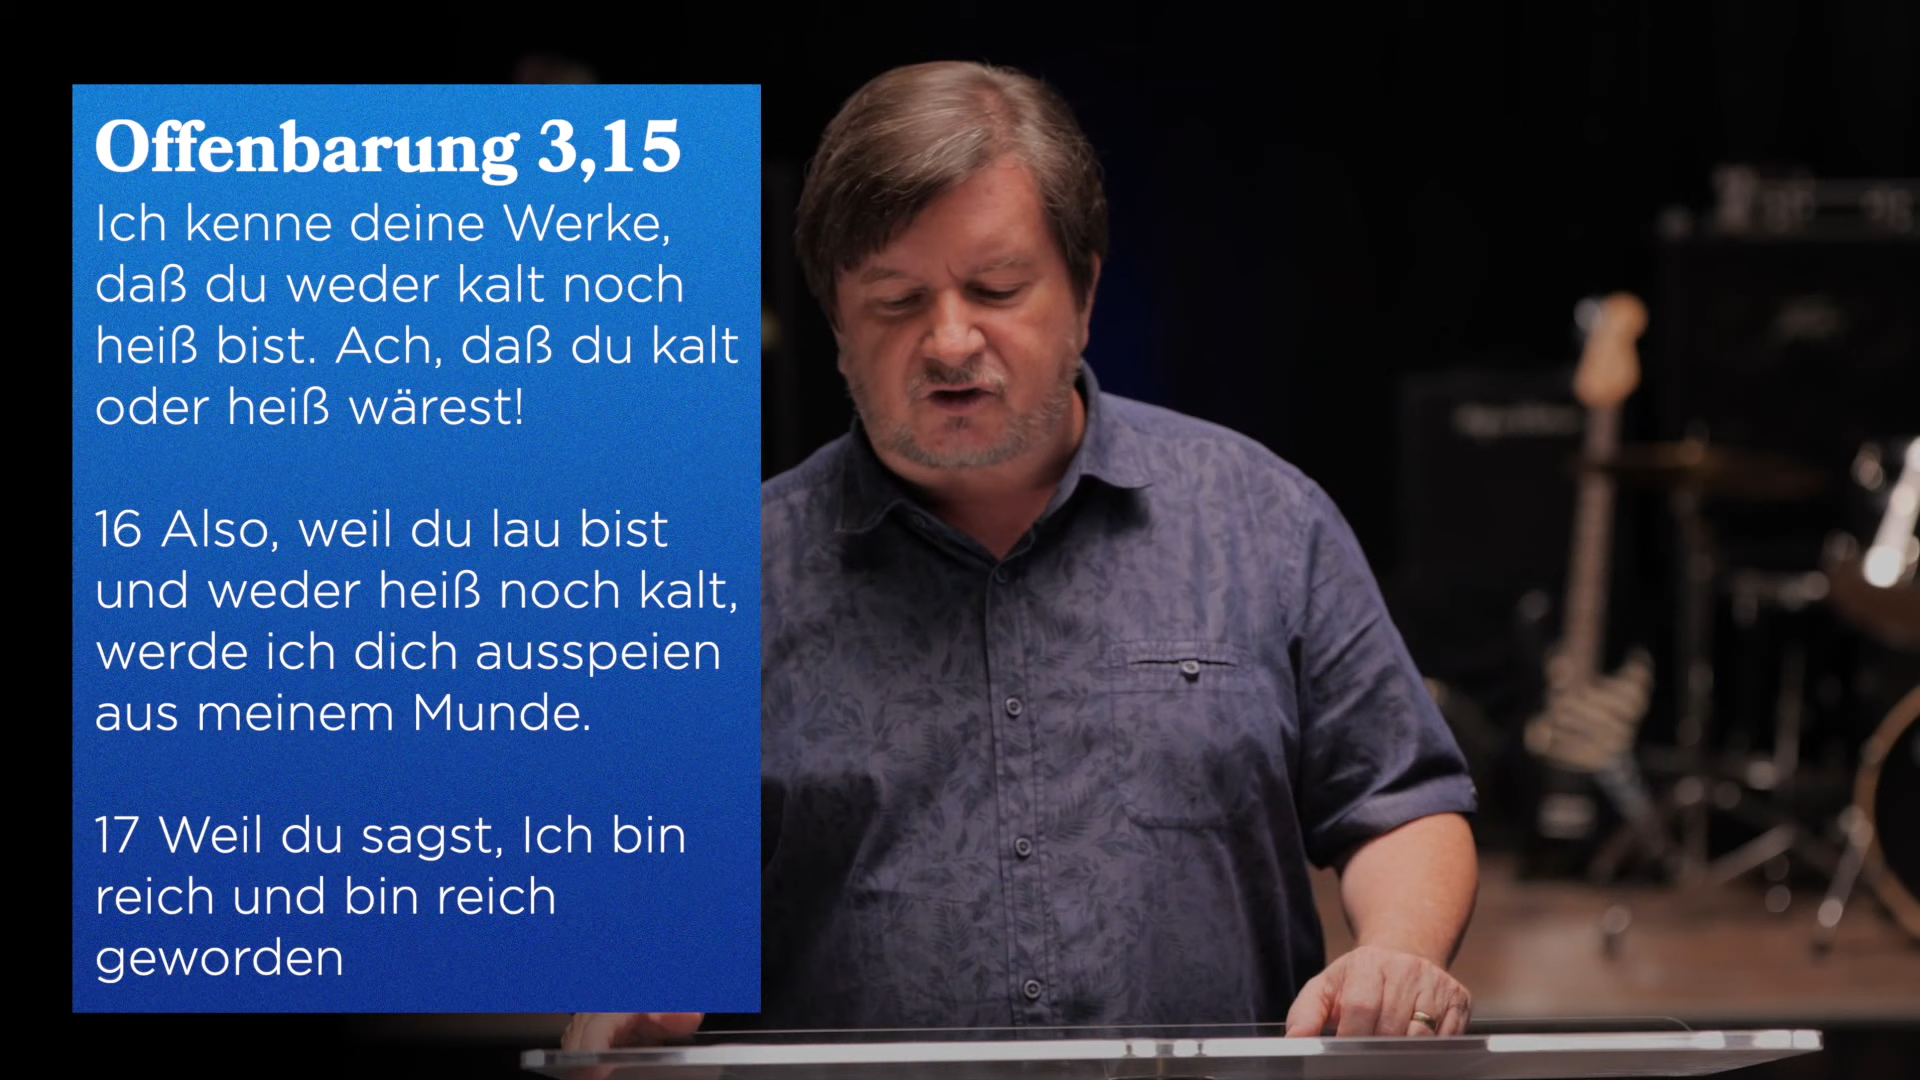 Offenbarung 3,15
Ich kenne deine Werke,
daß du weder kalt noch
heiß bist. Ach, daß du kalt
oder heiß wärest!
16 Also, weil du lau bist
und weder heiß noch kalt,
werde ich dich ausspeien
aus meinem Munde.
17 Weil du sagst, Ich bin
reich und bin reich
geworden